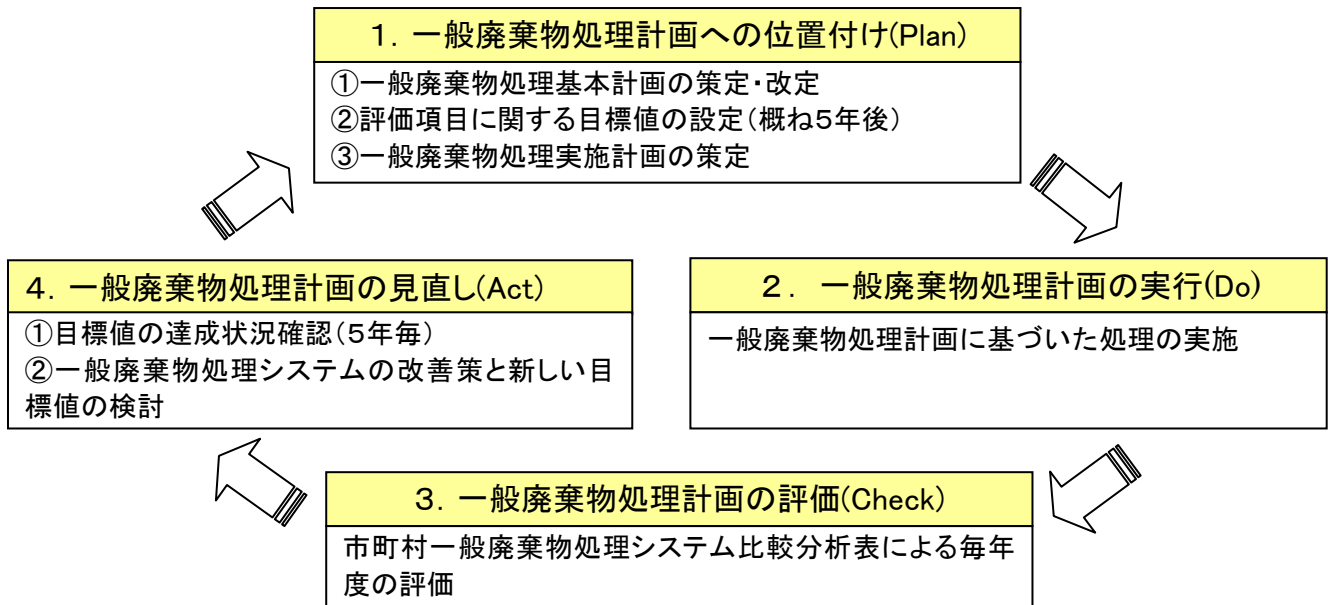 １．一般廃棄物処理計画への位置付け(Plan)
①一般廃棄物処理基本計画の策定・改定
②評価項目に関する目標値の設定（概ね５年後）
③一般廃棄物処理実施計画の策定
４．一般廃棄物処理計画の見直し(Act)
①目標値の達成状況確認（５年毎）
②一般廃棄物処理システムの改善策と新しい目
標値の検討
２．一般廃棄物処理計画の実行(Do)
一般廃棄物処理計画に基づいた処理の実施
３．一般廃棄物処理計画の評価(Check)
市町村一般廃棄物処理システム比較分析表による毎年
度の評価